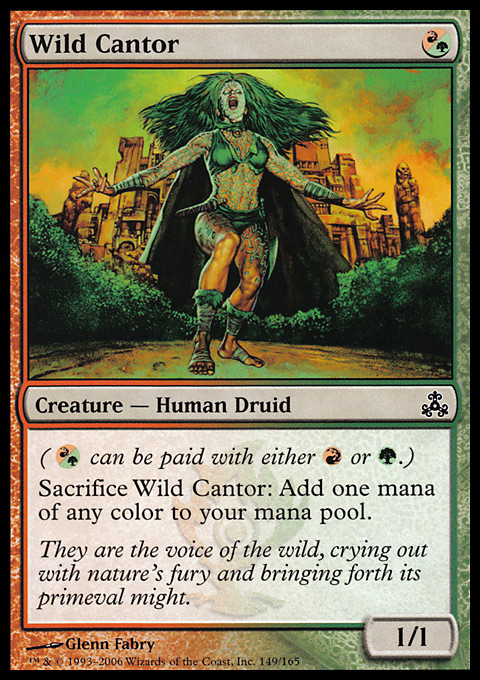 Wild Cantor
Creature — Human Druid
( can be paid with either or .)
Sacrifice Wild Cantor: Add one mana
of any color to your mana pool.
They are the voice of the wild, crying out
with nature's fury and bringing forth its
primeval might.
Glenn Fabry
1/1
™ & © 1993–2006 Wizards of the Coast, Inc. 149/165